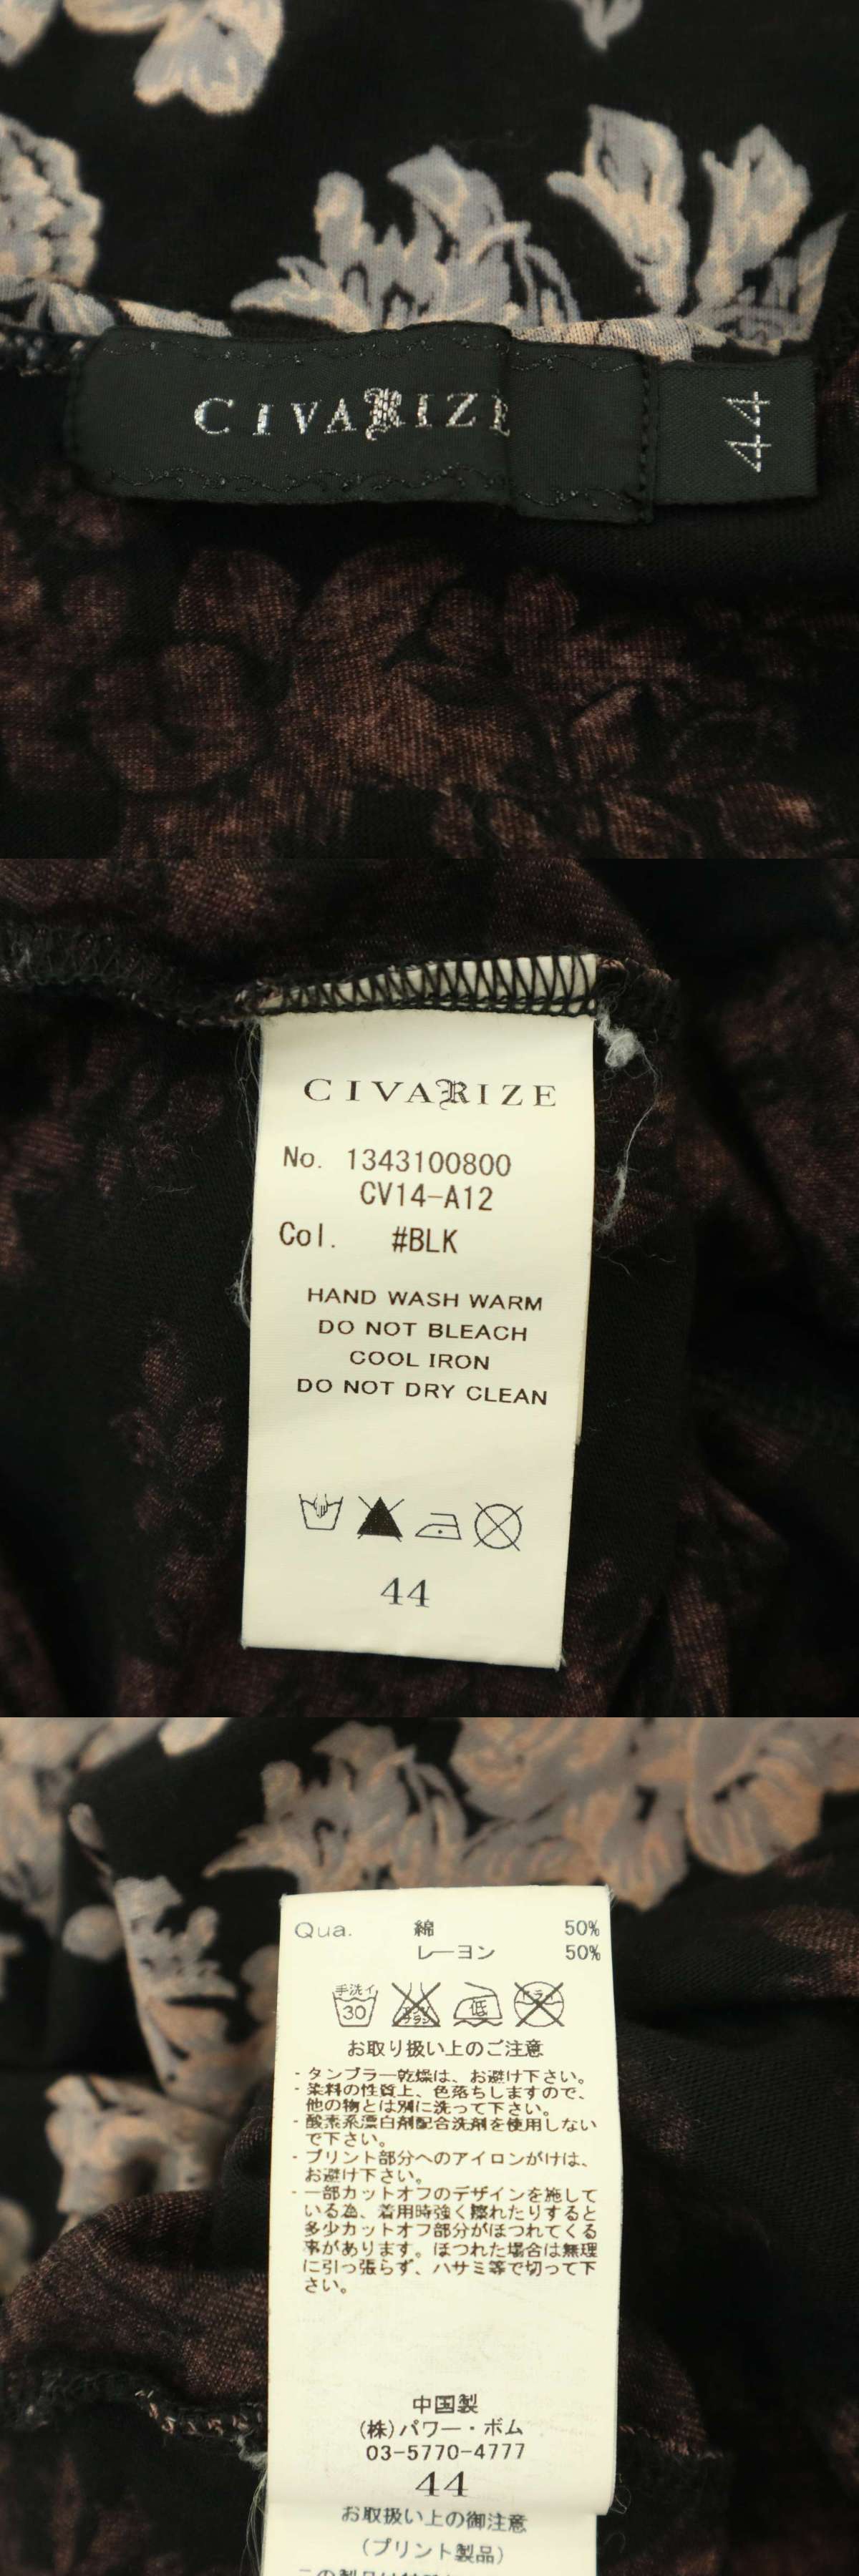 CIVARIZE
44
CIVARIZE
No. 1343100800
CV14-A12
Col. #BLK
HAND WASH WARM
DO NOT BLEACH
COOL IRON
DO NOT DRY CLEAN
44
Qua. 綿 50%
レーヨン 50%
手洗イ
30
低
お取り扱い上のご注意
- タンブラー乾燥は、お避け下さい。
- 染料の性質上、色落ちしますので、
他の物とは別に洗って下さい。
- 酸素系漂白剤配合洗剤を使用しない
で下さい。
- プリント部分へのアイロンがけは、
お避け下さい。
- 一部カットオフのデザインを施して
いる為、着用時強く擦れたりすると
多少カットオフ部分がほつれてくる
事があります。ほつれた場合は無理
に引っ張らず、ハサミ等で切って下
さい。
中国製
(株)パワー・ボム
03-5770-4777
44
お取扱い上の御注意
(プリント製品)